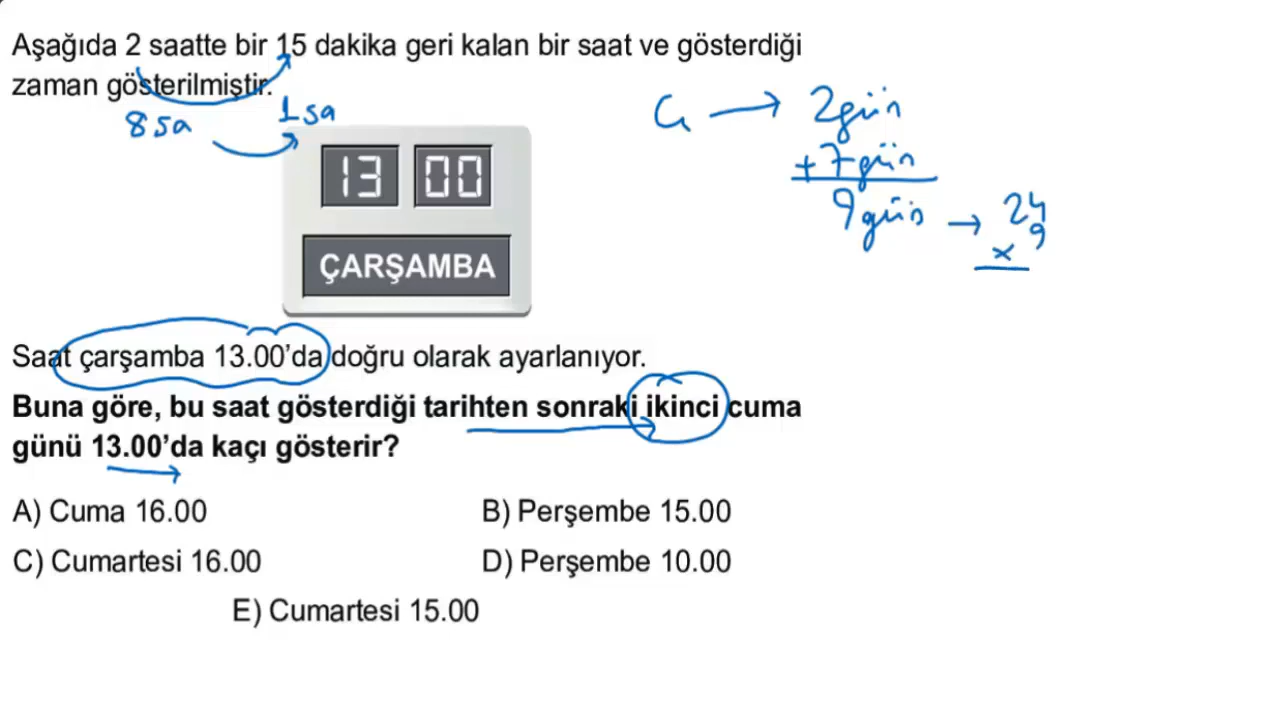 Aşağıda 2 saatte bir 15 dakika geri kalan bir saat ve gösterdiği
zaman gösterilmiştir.
8 sa
1 sa
13 00
ÇARŞAMBA
Ç → 2 gün
+ 7 gün
9 gün → 24
x 9
Saat çarşamba 13.00’da doğru olarak ayarlanıyor.
Buna göre, bu saat gösterdiği tarihten sonraki ikinci cuma
günü 13.00’da kaçı gösterir?
A) Cuma 16.00
B) Perşembe 15.00
C) Cumartesi 16.00
D) Perşembe 10.00
E) Cumartesi 15.00